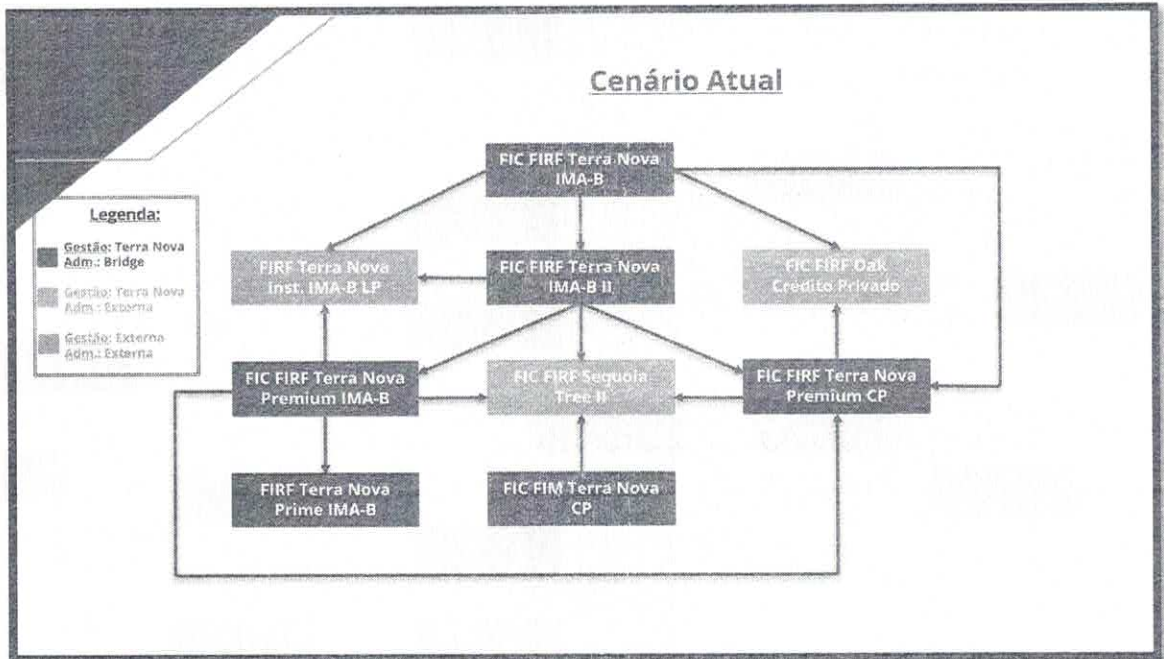 Cenário Atual
FIC FIRF Terra Nova
IMA-B
Legenda:
Gestão: Terra Nova
Adm.: Bridge
Gestão: Terra Nova
Adm.: Externa
Gestão: Externa
Adm.: Externa
FIRF Terra Nova
Inst. IMA-B LP
FIC FIRF Terra Nova
IMA-B II
FIC FIRF Oak
Credito Privado
FIC FIRF Terra Nova
Premium IMA-B
FIC FIRF Sequoia
Tree II
FIC FIRF Terra Nova
Premium CP
FIRF Terra Nova
Prime IMA-B
FIC FIM Terra Nova
CP